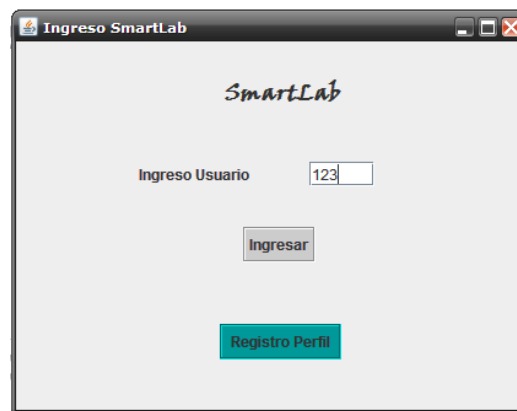 Ingreso SmartLab
SmartLab
Ingreso Usuario 123
Ingresar
Registro Perfil